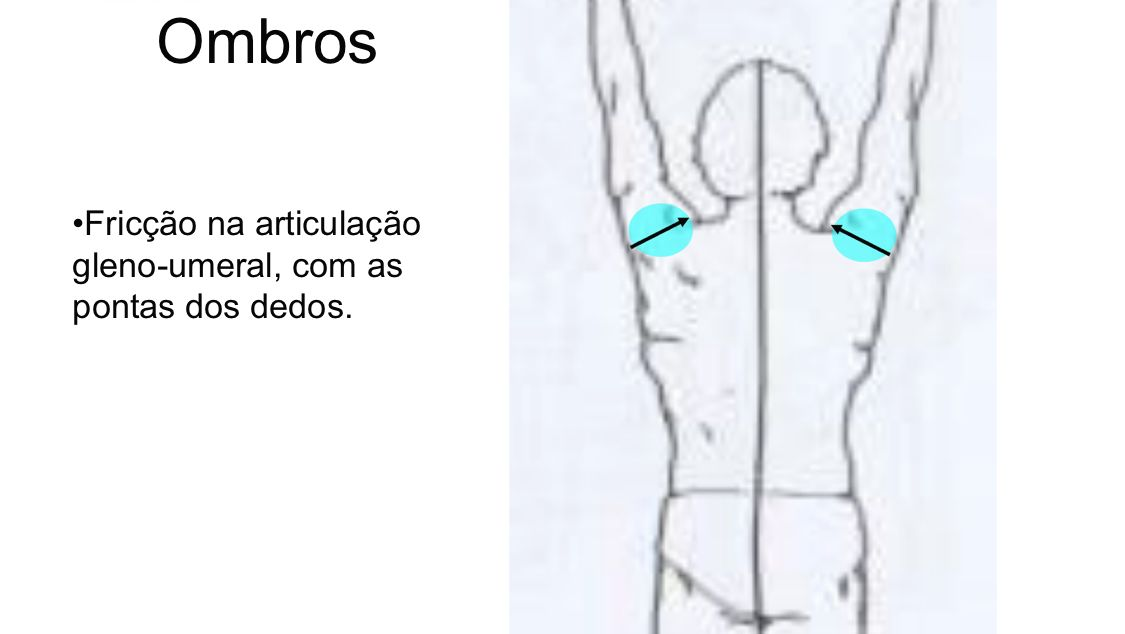 Ombros
•Fricção na articulação
gleno-umeral, com as
pontas dos dedos.